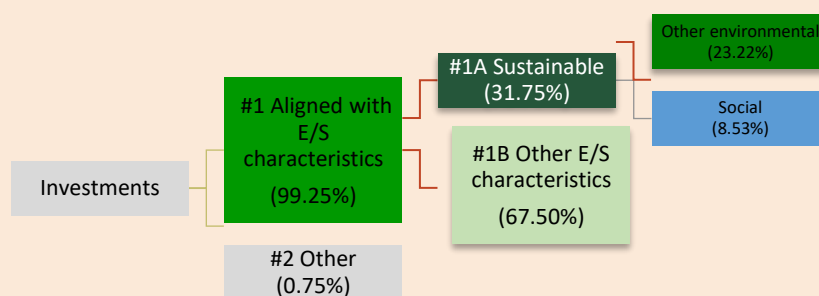 Investments
#1 Aligned with
E/S
characteristics
(99.25%)
#2 Other
(0.75%)
#1A Sustainable
(31.75%)
#1B Other E/S
characteristics
(67.50%)
Other environmental
(23.22%)
Social
(8.53%)